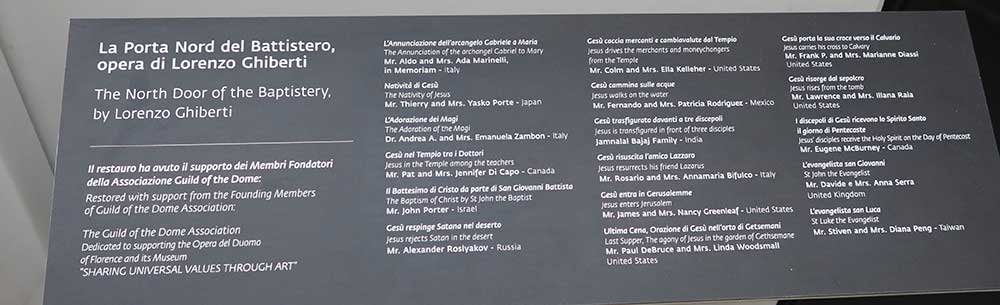 La Porta Nord del Battistero,
opera di Lorenzo Ghiberti
The North Door of the Baptistery,
by Lorenzo Ghiberti
Il restauro ha avuto il supporto dei Membri Fondatori
della Associazione Guild of the Dome:
Restored with support from the Founding Members
of Guild of the Dome Association:
The Guild of the Dome Association
Dedicated to supporting the Opera del Duomo
of Florence and its Museum
"SHARING UNIVERSAL VALUES THROUGH ART"
L'Annunciazione dell'arcangelo Gabriele a Maria
The Annunciation of the archangel Gabriel to Mary
Mr. Aldo and Mrs. Ada Marinelli,
in Memoriam - Italy
Natività di Gesù
The Nativity of Jesus
Mr. Thierry and Mrs. Yasko Porte - Japan
L'Adorazione dei Magi
The Adoration of the Magi
Dr. Andrea A. and Mrs. Emanuela Zambon - Italy
Gesù nel Tempio tra i Dottori
Jesus in the Temple among the teachers
Mr. Pat and Mrs. Jennifer Di Capo - Canada
Il Battesimo di Cristo da parte di San Giovanni Battista
The Baptism of Christ by St John the Baptist
Mr. John Porter - Israel
Gesù respinge Satana nel deserto
Jesus rejects Satan in the desert
Mr. Alexander Roslyakov - Russia
Gesù caccia mercanti e cambiavalute dal Tempio
Jesus drives the merchants and moneychongers
from the Temple
Mr. Colm and Mrs. Ella Kelleher - United States
Gesù cammina sulle acque
Jesus walks on the water
Mr. Fernando and Mrs. Patricia Rodriguez - Mexico
Gesù trasfigurato davanti a tre discepoli
Jesus is transfigured in front of three disciples
Jamnalal Bajaj Family - India
Gesù risuscita l'amico Lazzaro
Jesus resurrects his friend Lazarus
Mr. Rosario and Mrs. Annamaria Bifulco - Italy
Gesù entra in Gerusalemme
Jesus enters Jerusalem
Mr. James and Mrs. Nancy Greenleaf - United States
Ultima Cena, Orazione di Gesù nell'orto di Getsemani
Last Supper, The agony of Jesus in the garden of Gethsemane
Mr. Paul DeBruce and Mrs. Linda Woodsmall
United States
Gesù porta la sua croce verso il Calvario
Jesus carries his cross to Calvary
Mr. Frank P. and Mrs. Marianne Diassi
United States
Gesù risorge dal sepolcro
Jesus rises from the tomb
Mr. Lawrence and Mrs. Illana Raia
United States
I discepoli di Gesù ricevono lo Spirito Santo
il giorno di Pentecoste
Jesus' disciples receive the Holy Spirit on the Day of Pentecost
Mr. Eugene McBurney - Canada
L'evangelista san Giovanni
St John the Evangelist
Mr. Davide e Mrs. Anna Serra
United Kingdom
L'evangelista san Luca
St Luke the Evangelist
Mr. Stiven and Mrs. Diana Peng - Taiwan